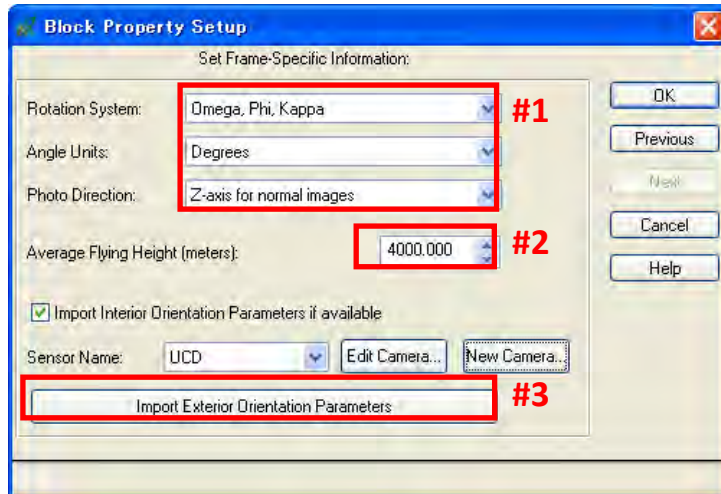 Block Property Setup
Set Frame-Specific Information:
Rotation System: Omega, Phi, Kappa #1 OK
Angle Units: Degrees Previous
Photo Direction: Z-axis for normal images Next
Cancel
Average Flying Height (meters): 4000.000 #2 Help
Import Interior Orientation Parameters if available
Sensor Name: UCD Edit Camera... New Camera...
Import Exterior Orientation Parameters #3